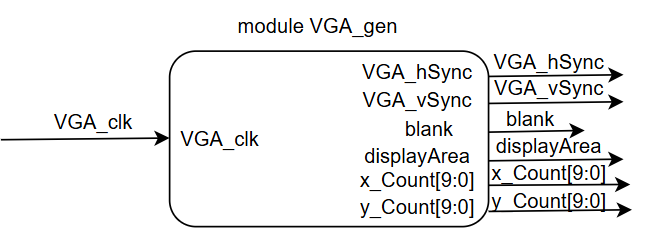 module VGA_gen
VGA_clk
VGA_clk
VGA_hSync
VGA_vSync
blank
displayArea
x_Count[9:0]
y_Count[9:0]
VGA_hSync
VGA_vSync
blank
displayArea
x_Count[9:0]
y_Count[9:0]